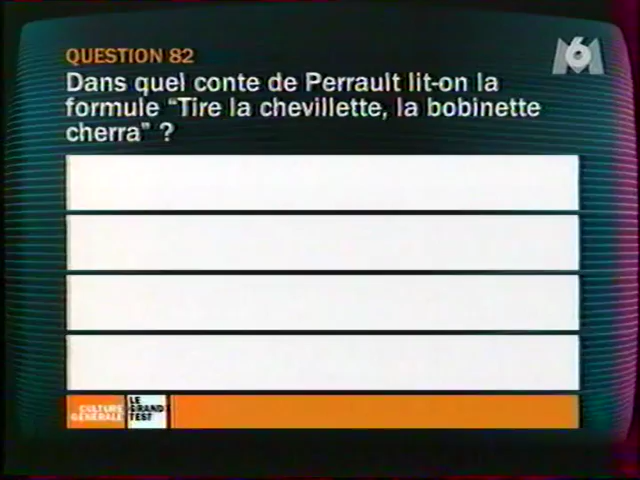 QUESTION 82
Dans quel conte de Perrault lit-on la
formule “Tire la chevillette, la bobinette
cherra” ?
M6
CULTURE
GÉNÉRALE
LE
GRAND
TEST